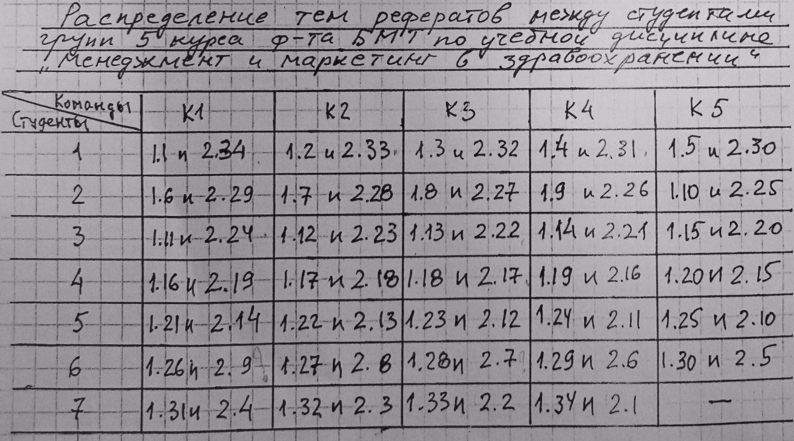 Распределение тем рефератов между студентами
групп 5 курса ф-та БМТ по учебной дисциплине
„Менеджмент и маркетинг в здравоохранении“
Команды
Студенты К1 К2 К3 К4 К5
1 1.1 и 2.34 1.2 и 2.33 1.3 и 2.32 1.4 и 2.31 1.5 и 2.30
2 1.6 и 2.29 1.7 и 2.28 1.8 и 2.27 1.9 и 2.26 1.10 и 2.25
3 1.11 и 2.24 1.12 и 2.23 1.13 и 2.22 1.14 и 2.21 1.15 и 2.20
4 1.16 и 2.19 1.17 и 2.18 1.18 и 2.17 1.19 и 2.16 1.20 и 2.15
5 1.21 и 2.14 1.22 и 2.13 1.23 и 2.12 1.24 и 2.11 1.25 и 2.10
6 1.26 и 2.9 1.27 и 2.8 1.28 и 2.7 1.29 и 2.6 1.30 и 2.5
7 1.31 и 2.4 1.32 и 2.3 1.33 и 2.2 1.34 и 2.1 —